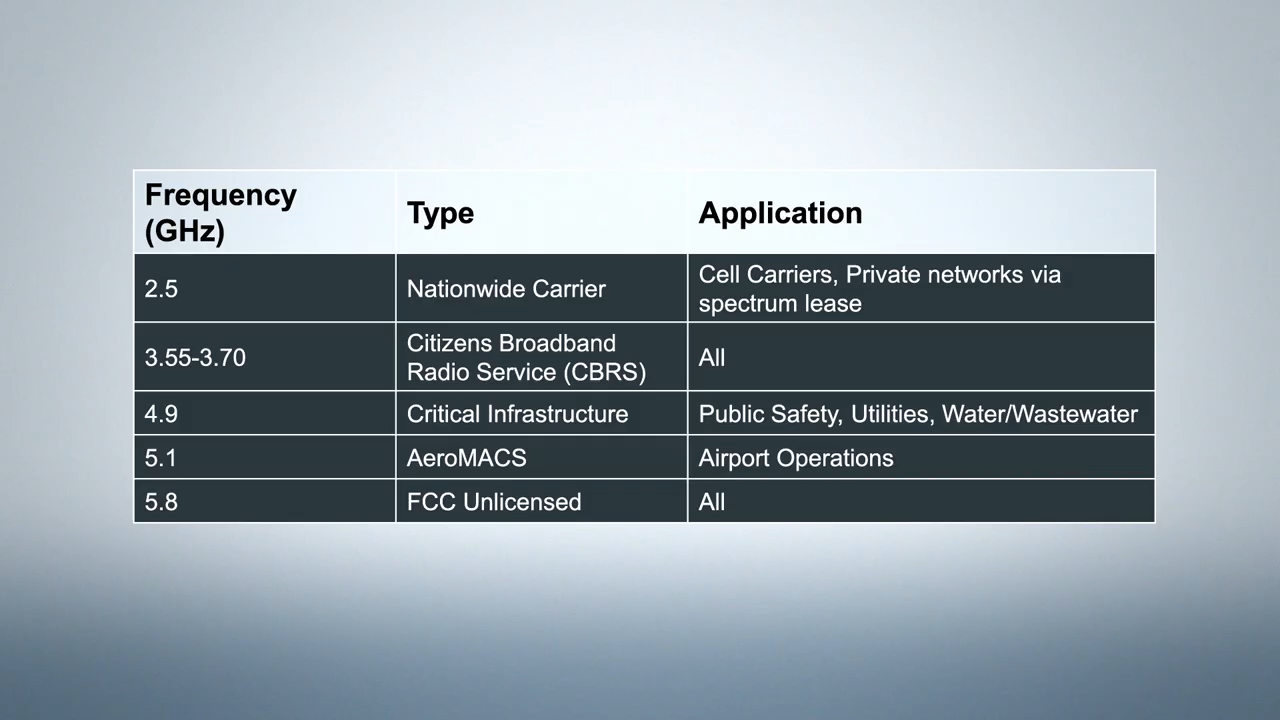 Frequency
(GHz)
Type
Application
2.5
Nationwide Carrier
Cell Carriers, Private networks via
spectrum lease
3.55-3.70
Citizens Broadband
Radio Service (CBRS)
All
4.9
Critical Infrastructure
Public Safety, Utilities, Water/Wastewater
5.1
AeroMACS
Airport Operations
5.8
FCC Unlicensed
All